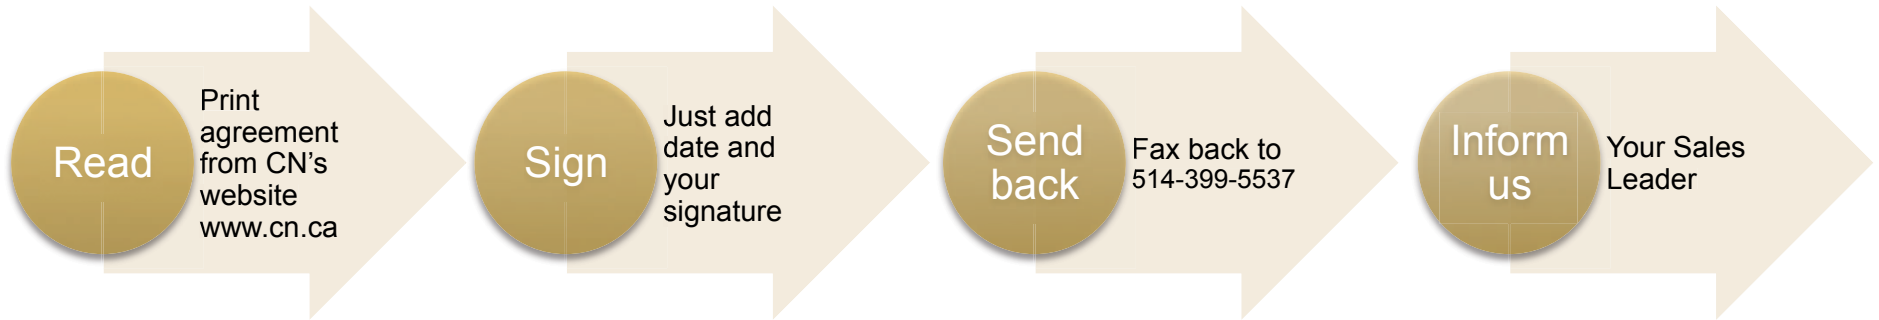 Read
Print
agreement
from CN’s
website
www.cn.ca
Sign
Just add
date and
your
signature
Send
back
Fax back to
514-399-5537
Inform
us
Your Sales
Leader